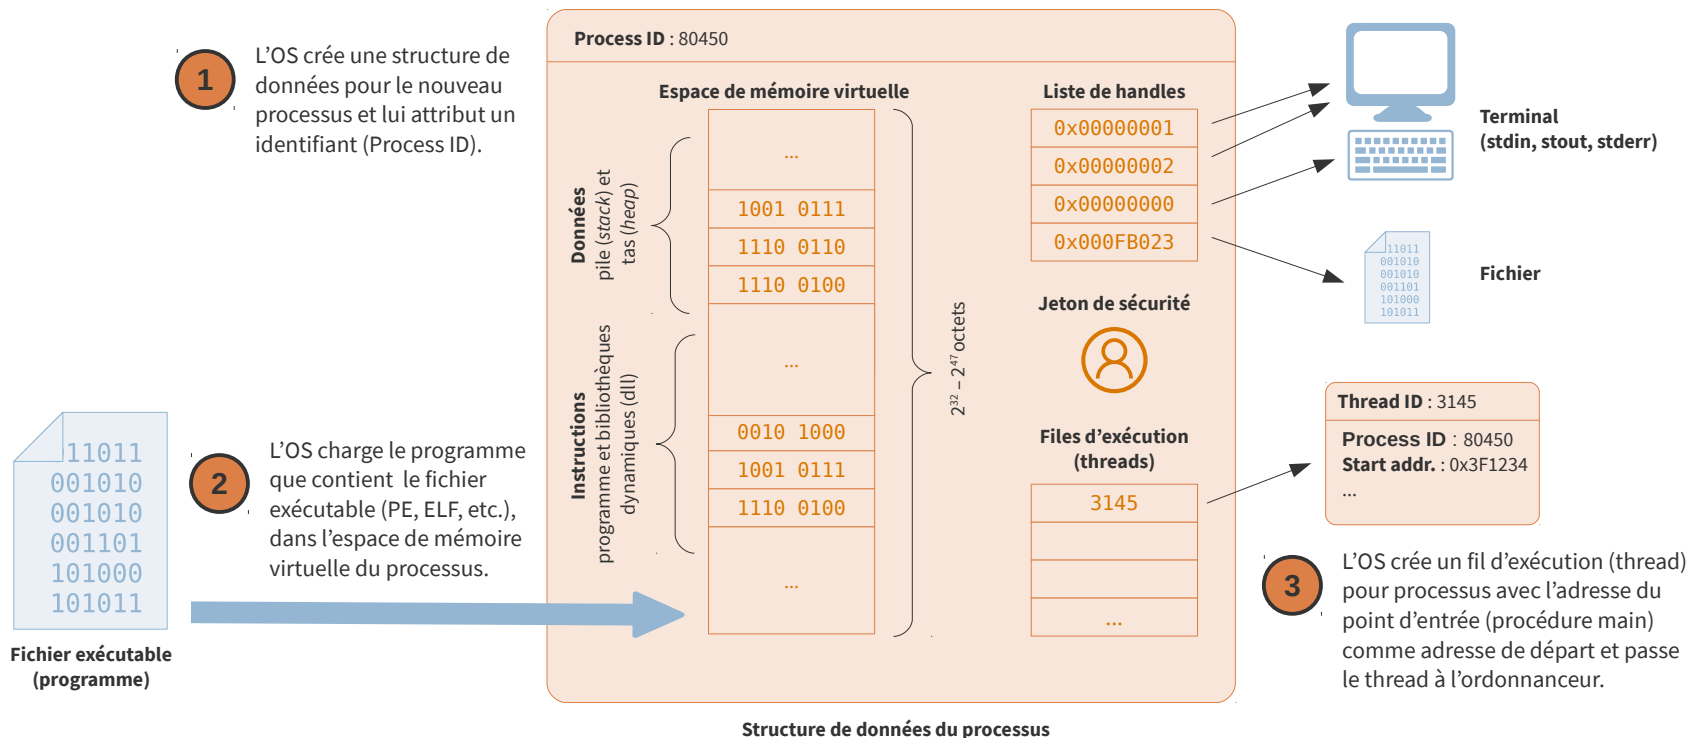 1
L’OS crée une structure de
données pour le nouveau
processus et lui attribut un
identifiant (Process ID).
Process ID : 80450
Espace de mémoire virtuelle
...
1001 0111
1110 0110
1110 0100
...
0010 1000
1001 0111
1110 0100
...
Données
pile (stack) et
tas (heap)
Instructions
programme et bibliothèques
dynamiques (dll)
2³² – 2⁴⁷ octets
Liste de handles
0x00000001
0x00000002
0x00000000
0x000FB023
Jeton de sécurité
Files d’exécution
(threads)
3145
...
Terminal
(stdin, stout, stderr)
11011
001010
001010
001101
101000
101011
Fichier
Thread ID : 3145
Process ID : 80450
Start addr. : 0x3F1234
...
11011
001010
001010
001101
101000
101011
Fichier exécutable
(programme)
2
L’OS charge le programme
que contient le fichier
exécutable (PE, ELF, etc.),
dans l’espace de mémoire
virtuelle du processus.
3
L’OS crée un fil d’exécution (thread)
pour processus avec l’adresse du
point d’entrée (procédure main)
comme adresse de départ et passe
le thread à l’ordonnanceur.
Structure de données du processus